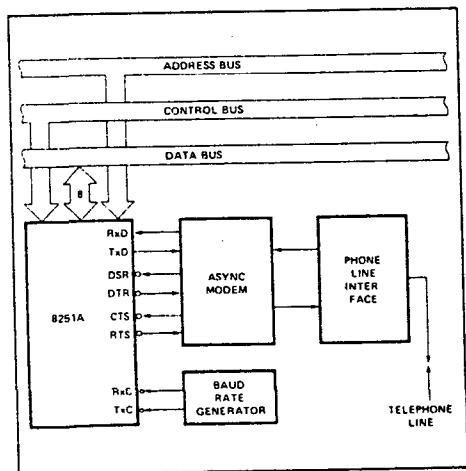 ADDRESS BUS
CONTROL BUS
DATA BUS
8
8251A
RxD
TxD
DSR
DTR
CTS
RTS
RxC
TxC
ASYNC
MODEM
PHONE
LINE
INTER
FACE
BAUD
RATE
GENERATOR
TELEPHONE
LINE